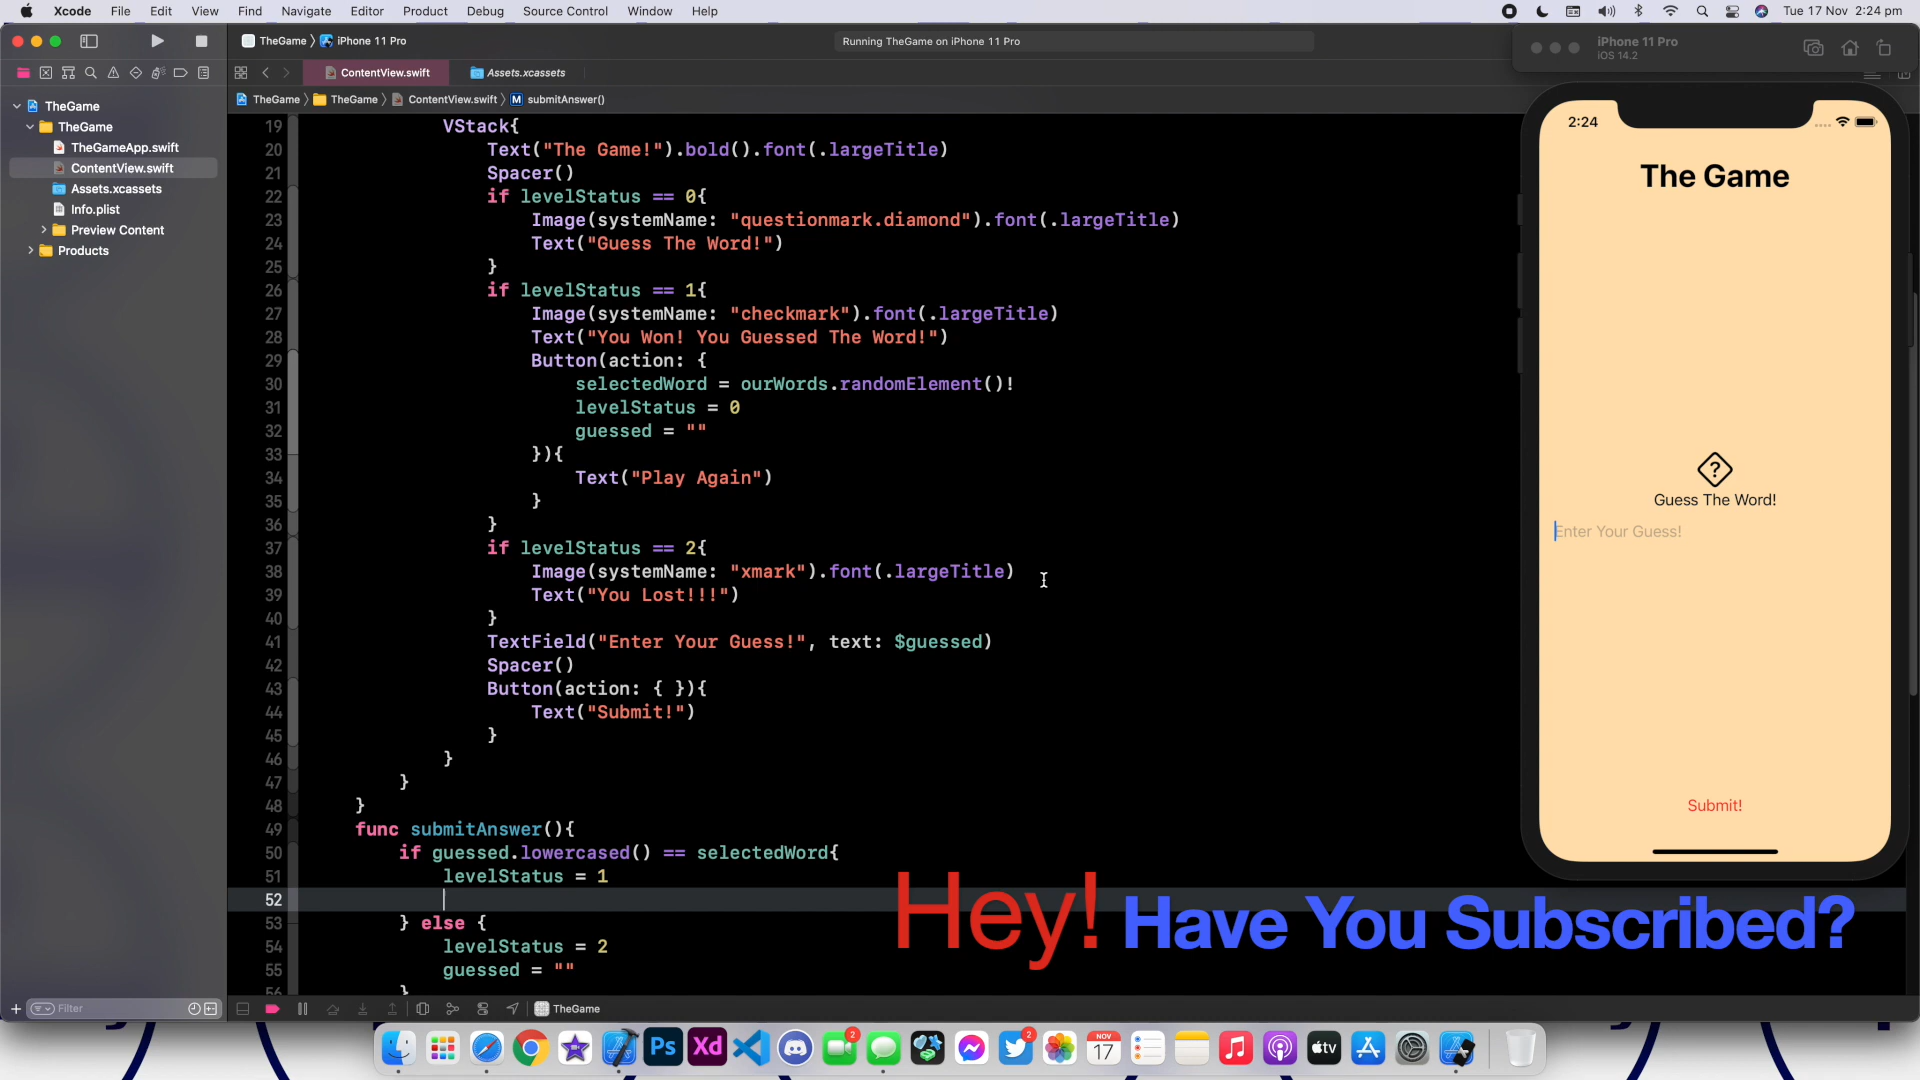 Xcode File Edit View Find Navigate Editor Product Debug Source Control Window Help
Tue 17 Nov 2:24 pm
TheGame iPhone 11 Pro
Running TheGame on iPhone 11 Pro
iPhone 11 Pro
iOS 14.2
ContentView.swift
Assets.xcassets
TheGame TheGame ContentView.swift M submitAnswer()
TheGame
TheGame
TheGameApp.swift
ContentView.swift
Assets.xcassets
Info.plist
Preview Content
Products
19 VStack{
20 Text("The Game!").bold().font(.largeTitle)
21 Spacer()
22 if levelStatus == 0{
23 Image(systemName: "questionmark.diamond").font(.largeTitle)
24 Text("Guess The Word!")
25 }
26 if levelStatus == 1{
27 Image(systemName: "checkmark").font(.largeTitle)
28 Text("You Won! You Guessed The Word!")
29 Button(action: {
30 selectedWord = ourWords.randomElement()!
31 levelStatus = 0
32 guessed = ""
33 }){
34 Text("Play Again")
35 }
36 }
37 if levelStatus == 2{
38 Image(systemName: "xmark").font(.largeTitle)
39 Text("You Lost!!!")
40 }
41 TextField("Enter Your Guess!", text: $guessed)
42 Spacer()
43 Button(action: { }){
44 Text("Submit!")
45 }
46 }
47 }
48 }
49 func submitAnswer(){
50 if guessed.lowercased() == selectedWord{
51 levelStatus = 1
52
53 } else {
54 levelStatus = 2
55 guessed = ""
}
2:24
The Game
Guess The Word!
Enter Your Guess!
Submit!
Hey! Have You Subscribed?
Filter
TheGame
Ps
Xd
2
2
NOV
17
tv